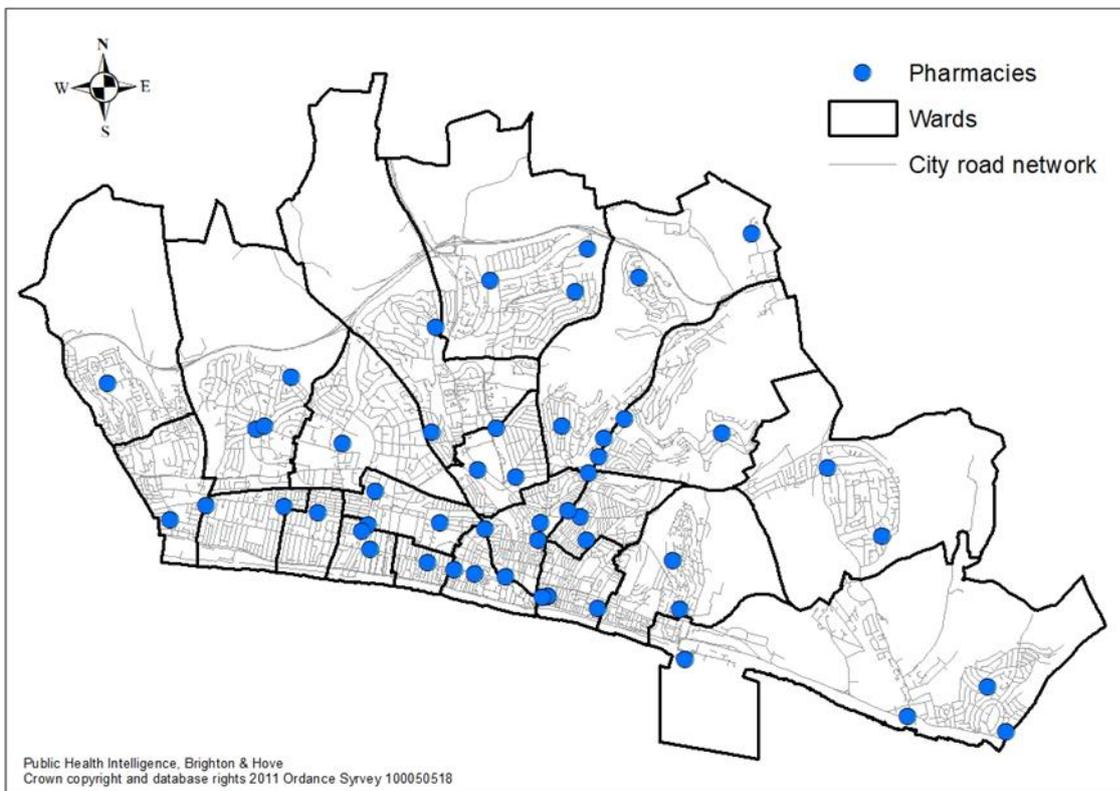 N
W E
S
Pharmacies
Wards
City road network
Public Health Intelligence, Brighton & Hove
Crown copyright and database rights 2011 Ordance Syrvey 100050518